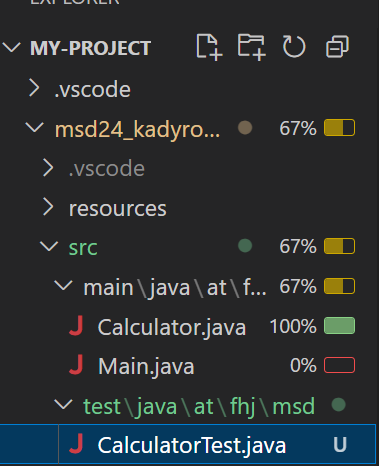 EXPLORER
MY-PROJECT
.vscode
msd24_kadyro... 67%
.vscode
resources
src 67%
main\java\at\f... 67%
J Calculator.java 100%
J Main.java 0%
test\java\at\fhj\msd
J CalculatorTest.java U